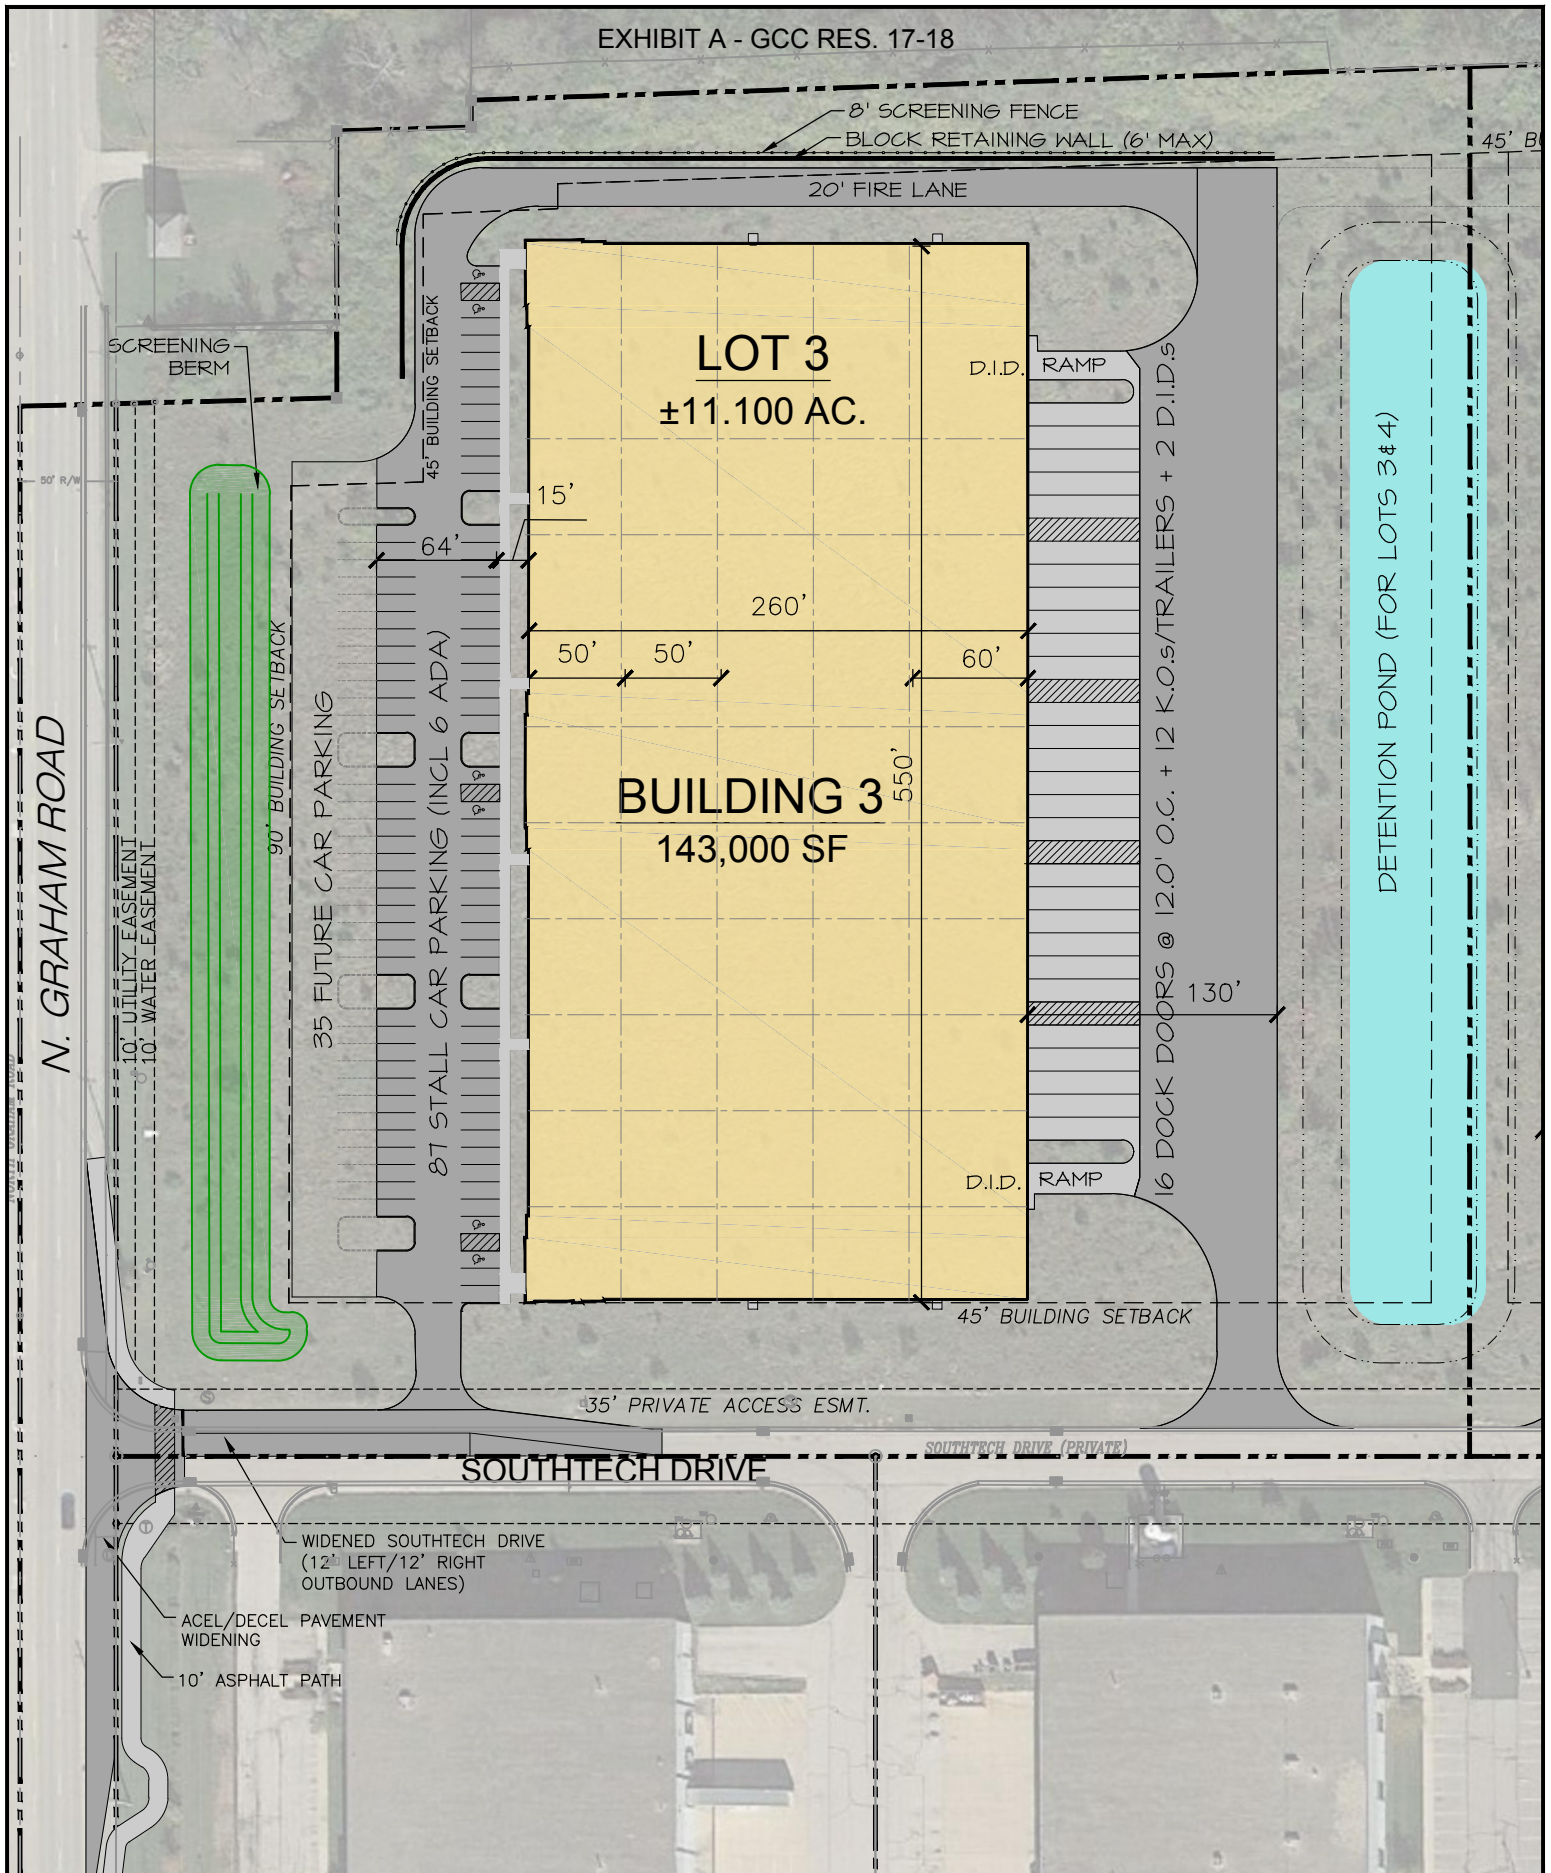 EXHIBIT A - GCC RES. 17-18
8' SCREENING FENCE
BLOCK RETAINING WALL (6' MAX)
45' B
20' FIRE LANE
SCREENING
BERM
45' BUILDING SETBACK
LOT 3
±11.100 AC.
D.I.D.
RAMP
50' R/W
15'
64'
260'
50'
50'
60'
550'
BUILDING 3
143,000 SF
N. GRAHAM ROAD
NORTH GRAHAM ROAD
10' UTILITY EASEMENT
10' WATER EASEMENT
90' BUILDING SETBACK
35 FUTURE CAR PARKING
87 STALL CAR PARKING (INCL 6 ADA)
16 DOCK DOORS @ 12.0' O.C. + 12 K.O.s/TRAILERS + 2 D.I.D.s
130'
DETENTION POND (FOR LOTS 3&4)
D.I.D.
RAMP
45' BUILDING SETBACK
35' PRIVATE ACCESS ESMT.
SOUTHTECH DRIVE (PRIVATE)
SOUTHTECH DRIVE
WIDENED SOUTHTECH DRIVE
(12' LEFT/12' RIGHT
OUTBOUND LANES)
ACEL/DECEL PAVEMENT
WIDENING
10' ASPHALT PATH